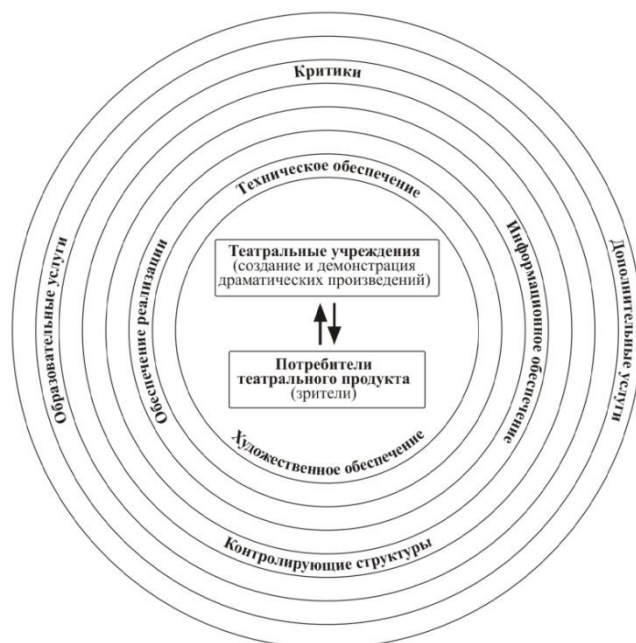 Критики
Техническое обеспечение
Театральные учреждения
(создание и демонстрация
драматических произведений)
Образовательные услуги
Обеспечение реализации
Информационное обеспечение
Дополнительные услуги
Потребители
театрального продукта
(зрители)
Художественное обеспечение
Контролирующие структуры